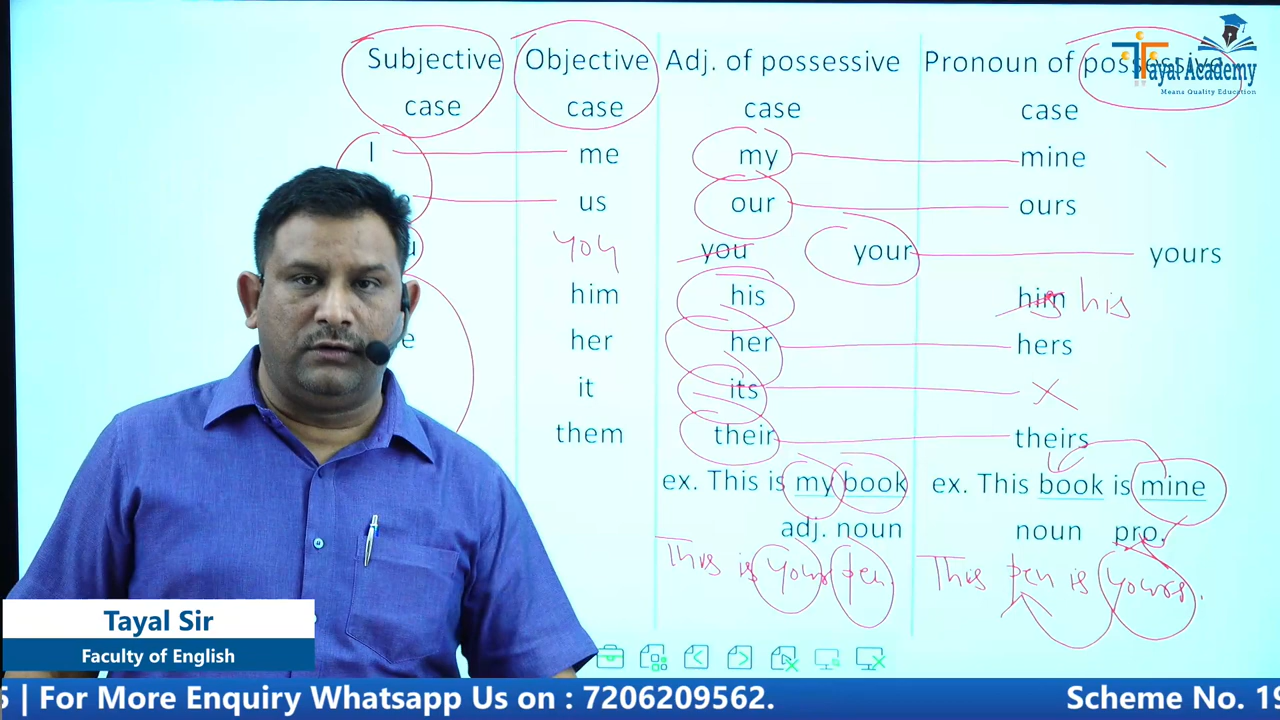 Subjective Objective Adj. of possessive Pronoun of possessive
case case case case
Tayal Academy
Means Quality Education
I me my mine
us our ours
you you your yours
him his him his
her her hers
it its
them their theirs
ex. This is my book ex. This book is mine
adj. noun noun pro.
This is your pen. This pen is yours.
Tayal Sir
Faculty of English
| For More Enquiry Whatsapp Us on : 7206209562. Scheme No.